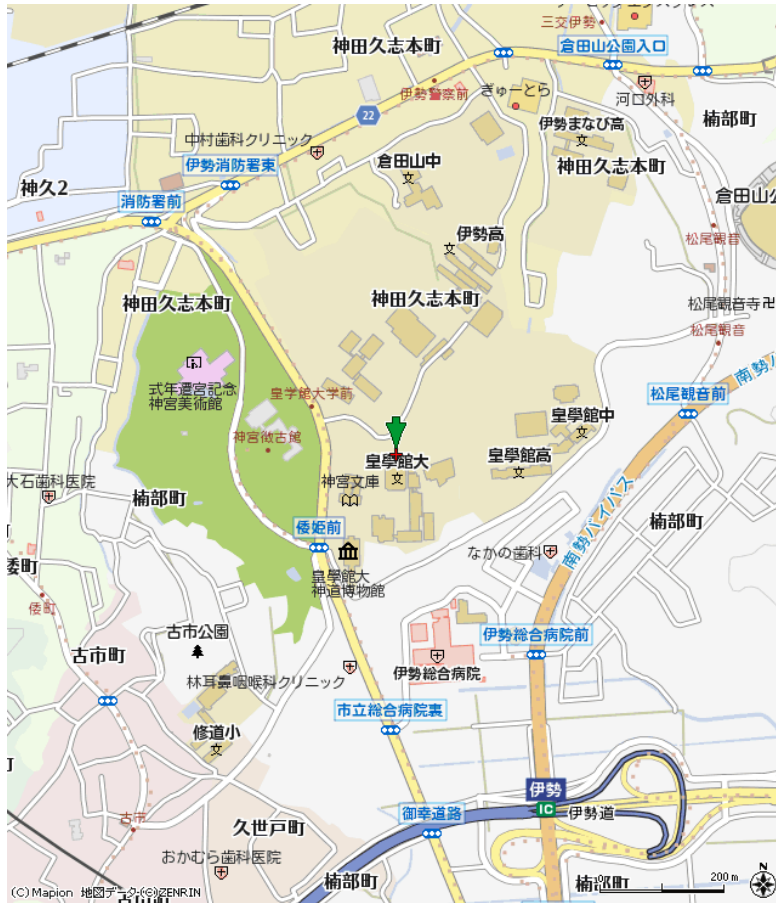 三交伊勢
神田久志本町
倉田山公園入口
伊勢警察前
ぎゅーとら
河口外科
22
楠部町
中村歯科クリニック
伊勢まなび高
伊勢消防署東
倉田山中
神田久志本町
神久2
消防署前
倉田山公
伊勢高
松尾観音
神田久志本町
神田久志本町
松尾観音寺
松尾観音
南勢バイ
式年遷宮記念
神宮美術館
皇学館大学前
松尾観音前
皇學館中
神宮徴古館
皇學館大
皇學館高
大石歯科医院
神宮文庫
楠部町
楠部町
倭姫前
南勢バイパス
なかの歯科
倭町
皇學館大
神道博物館
倭町
古市公園
伊勢総合病院前
古市町
伊勢総合病院
林耳鼻咽喉科クリニック
市立総合病院裏
修道小
伊勢
IC
伊勢道
古市
御幸道路
久世戸町
おかむら歯科医院
楠部町
楠部町
200 m
N
(C)Mapion 地図データ(C)ZENRIN